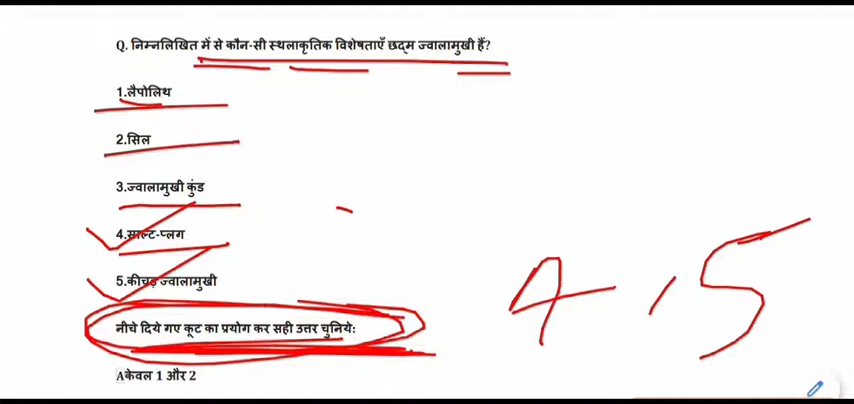 Q. निम्नलिखित में से कौन-सी स्थलाकृतिक विशेषताएँ छद्म ज्वालामुखी हैं?
1.लैपोलिथ
2.सिल
3.ज्वालामुखी कुंड
4.साल्ट-प्लग
5.कीचड़ ज्वालामुखी
4,5
नीचे दिये गए कूट का प्रयोग कर सही उत्तर चुनिये:
Aकेवल 1 और 2